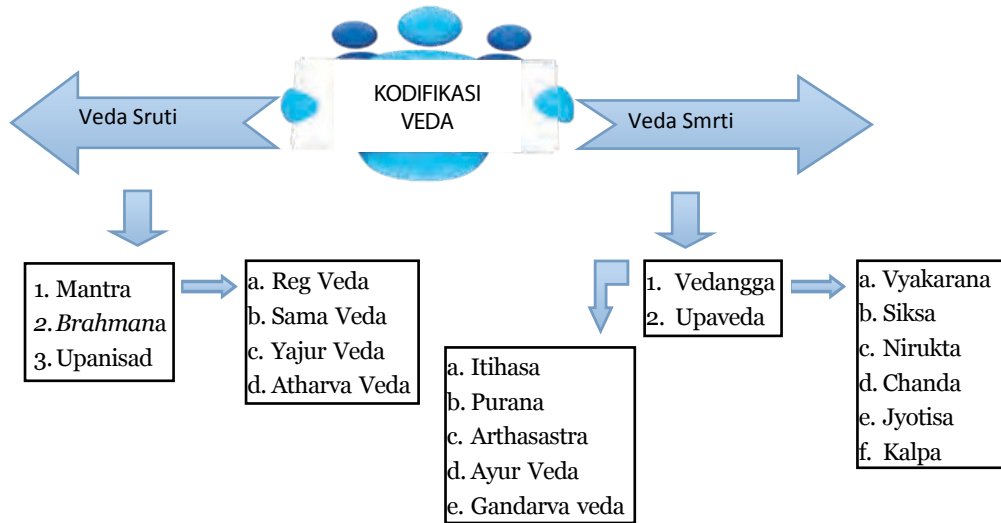 KODIFIKASI
VEDA
Veda Sruti
Veda Smrti
1. Mantra
2. Brahmana
3. Upanisad
a. Reg Veda
b. Sama Veda
c. Yajur Veda
d. Atharva Veda
1. Vedangga
2. Upaveda
a. Itihasa
b. Purana
c. Arthasastra
d. Ayur Veda
e. Gandarva veda
a. Vyakarana
b. Siksa
c. Nirukta
d. Chanda
e. Jyotisa
f. Kalpa